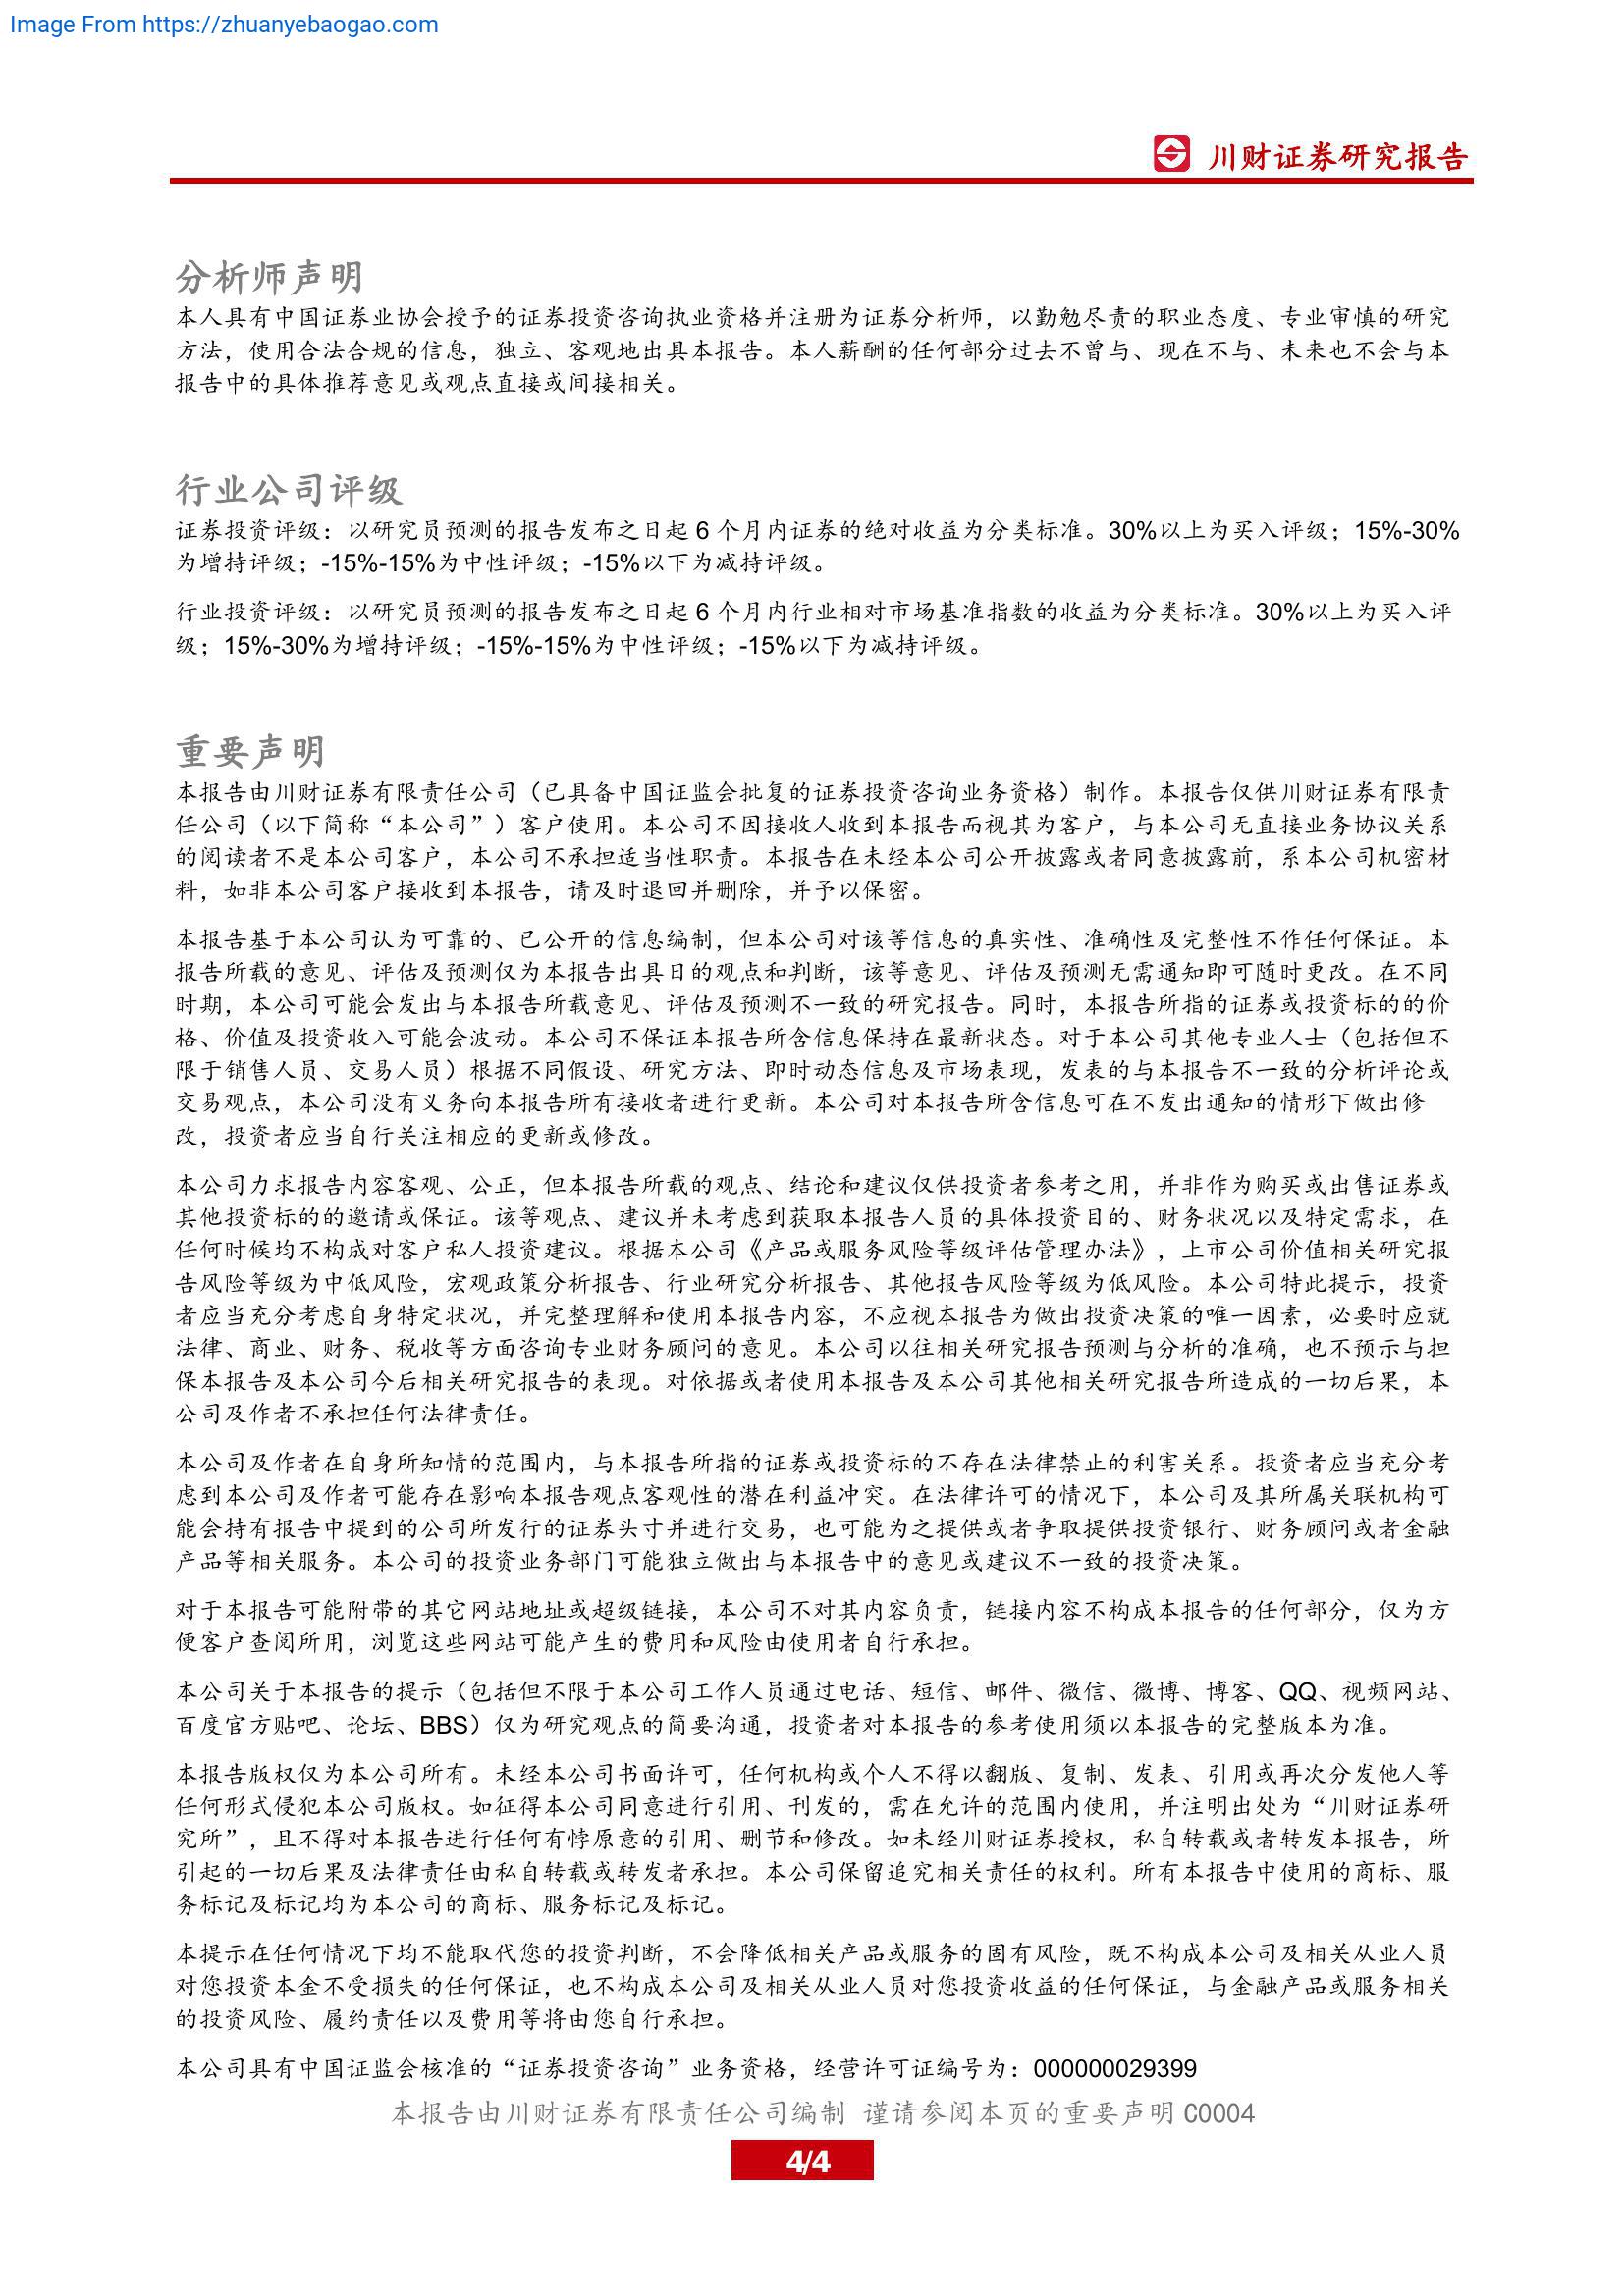 Image From https://zhuanyebaogao.com
川财证券研究报告
分析师声明
本人具有中国证券业协会授予的证券投资咨询执业资格并注册为证券分析师，以勤勉尽责的职业态度、专业审慎的研究
方法，使用合法合规的信息，独立、客观地出具本报告。本人薪酬的任何部分过去不曾与、现在不与、未来也不会与本
报告中的具体推荐意见或观点直接或间接相关。
行业公司评级
证券投资评级：以研究员预测的报告发布之日起 6 个月内证券的绝对收益为分类标准。30%以上为买入评级；15%-30%
为增持评级；-15%-15%为中性评级；-15%以下为减持评级。
行业投资评级：以研究员预测的报告发布之日起 6 个月内行业相对市场基准指数的收益为分类标准。30%以上为买入评
级；15%-30%为增持评级；-15%-15%为中性评级；-15%以下为减持评级。
重要声明
本报告由川财证券有限责任公司（已具备中国证监会批复的证券投资咨询业务资格）制作。本报告仅供川财证券有限责
任公司（以下简称“本公司”）客户使用。本公司不因接收人收到本报告而视其为客户，与本公司无直接业务协议关系
的阅读者不是本公司客户，本公司不承担适当性职责。本报告在未经本公司公开披露或者同意披露前，系本公司机密材
料，如非本公司客户接收到本报告，请及时退回并删除，并予以保密。
本报告基于本公司认为可靠的、已公开的信息编制，但本公司对该等信息的真实性、准确性及完整性不作任何保证。本
报告所载的意见、评估及预测仅为本报告出具日的观点和判断，该等意见、评估及预测无需通知即可随时更改。在不同
时期，本公司可能会发出与本报告所载意见、评估及预测不一致的研究报告。同时，本报告所指的证券或投资标的的价
格、价值及投资收入可能会波动。本公司不保证本报告所含信息保持在最新状态。对于本公司其他专业人士（包括但不
限于销售人员、交易人员）根据不同假设、研究方法、即时动态信息及市场表现，发表的与本报告不一致的分析评论或
交易观点，本公司没有义务向本报告所有接收者进行更新。本公司对本报告所含信息可在不发出通知的情形下做出修
改，投资者应当自行关注相应的更新或修改。
本公司力求报告内容客观、公正，但本报告所载的观点、结论和建议仅供投资者参考之用，并非作为购买或出售证券或
其他投资标的的邀请或保证。该等观点、建议并未考虑到获取本报告人员的具体投资目的、财务状况以及特定需求，在
任何时候均不构成对客户私人投资建议。根据本公司《产品或服务风险等级评估管理办法》，上市公司价值相关研究报
告风险等级为中低风险，宏观政策分析报告、行业研究分析报告、其他报告风险等级为低风险。本公司特此提示，投资
者应当充分考虑自身特定状况，并完整理解和使用本报告内容，不应视本报告为做出投资决策的唯一因素，必要时应就
法律、商业、财务、税收等方面咨询专业财务顾问的意见。本公司以往相关研究报告预测与分析的准确，也不预示与担
保本报告及本公司今后相关研究报告的表现。对依据或者使用本报告及本公司其他相关研究报告所造成的一切后果，本
公司及作者不承担任何法律责任。
本公司及作者在自身所知情的范围内，与本报告所指的证券或投资标的不存在法律禁止的利害关系。投资者应当充分考
虑到本公司及作者可能存在影响本报告观点客观性的潜在利益冲突。在法律许可的情况下，本公司及其所属关联机构可
能会持有报告中提到的公司所发行的证券头寸并进行交易，也可能为之提供或者争取提供投资银行、财务顾问或者金融
产品等相关服务。本公司的投资业务部门可能独立做出与本报告中的意见或建议不一致的投资决策。
对于本报告可能附带的其它网站地址或超级链接，本公司不对其内容负责，链接内容不构成本报告的任何部分，仅为方
便客户查阅所用，浏览这些网站可能产生的费用和风险由使用者自行承担。
本公司关于本报告的提示（包括但不限于本公司工作人员通过电话、短信、邮件、微信、微博、博客、QQ、视频网站、
百度官方贴吧、论坛、BBS）仅为研究观点的简要沟通，投资者对本报告的参考使用须以本报告的完整版本为准。
本报告版权仅为本公司所有。未经本公司书面许可，任何机构或个人不得以翻版、复制、发表、引用或再次分发他人等
任何形式侵犯本公司版权。如征得本公司同意进行引用、刊发的，需在允许的范围内使用，并注明出处为“川财证券研
究所”，且不得对本报告进行任何有悖原意的引用、删节和修改。如未经川财证券授权，私自转载或者转发本报告，所
引起的一切后果及法律责任由私自转载或转发者承担。本公司保留追究相关责任的权利。所有本报告中使用的商标、服
务标记及标记均为本公司的商标、服务标记及标记。
本提示在任何情况下均不能取代您的投资判断，不会降低相关产品或服务的固有风险，既不构成本公司及相关从业人员
对您投资本金不受损失的任何保证，也不构成本公司及相关从业人员对您投资收益的任何保证，与金融产品或服务相关
的投资风险、履约责任以及费用等将由您自行承担。
本公司具有中国证监会核准的“证券投资咨询”业务资格，经营许可证编号为：000000029399
本报告由川财证券有限责任公司编制 谨请参阅本页的重要声明 C0004
4/4